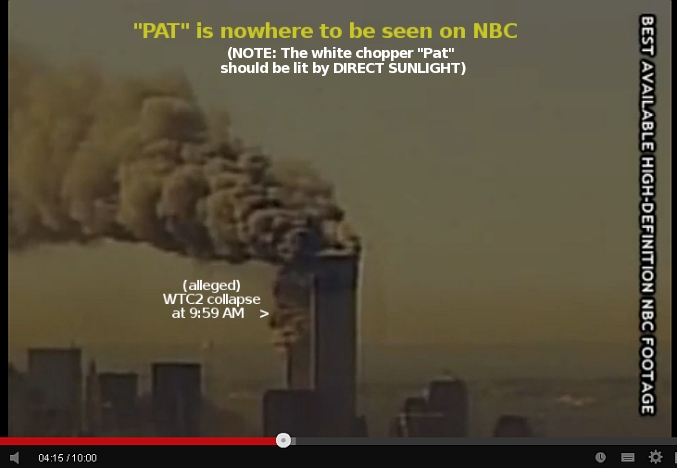 "PAT" is nowhere to be seen on NBC
(NOTE: The white chopper "Pat"
should be lit by DIRECT SUNLIGHT)
BEST AVAILABLE HIGH-DEFINITION NBC FOOTAGE
(alleged)
WTC2 collapse
at 9:59 AM >
04:15 / 10:00